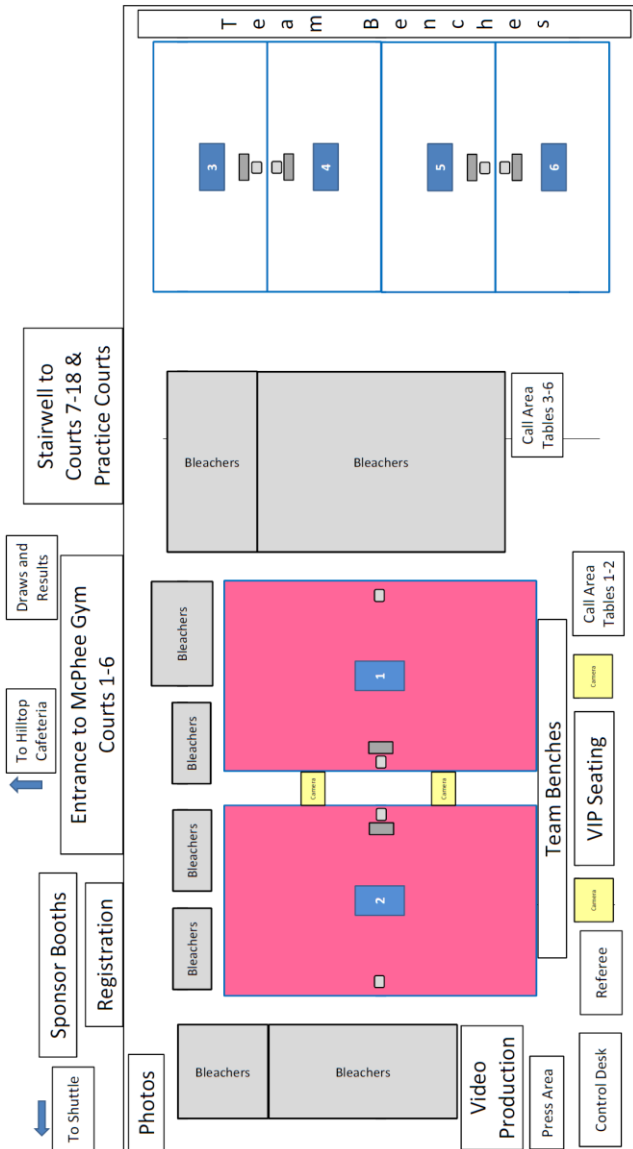 To Shuttle
Sponsor Booths
Registration
To Hilltop
Cafeteria
Entrance to McPhee Gym
Courts 1-6
Draws and
Results
Stairwell to
Courts 7-18 &
Practice Courts
Photos
Bleachers
Bleachers
Bleachers
Bleachers
Bleachers
Bleachers
Bleachers
Bleachers
2
1
Camera
Camera
3
4
5
6
Team Benches
Video
Production
Team Benches
Call Area
Tables 3-6
Press Area
Control Desk
Referee
Camera
VIP Seating
Camera
Call Area
Tables 1-2